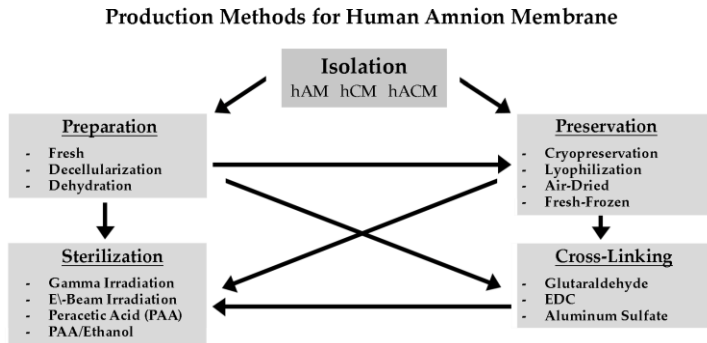 Production Methods for Human Amnion Membrane
Isolation
hAM hCM hACM
Preparation
- Fresh
- Decellularization
- Dehydration
Preservation
- Cryopreservation
- Lyophilization
- Air-Dried
- Fresh-Frozen
Sterilization
- Gamma Irradiation
- E\-Beam Irradiation
- Peracetic Acid (PAA)
- PAA/Ethanol
Cross-Linking
- Glutaraldehyde
- EDC
- Aluminum Sulfate